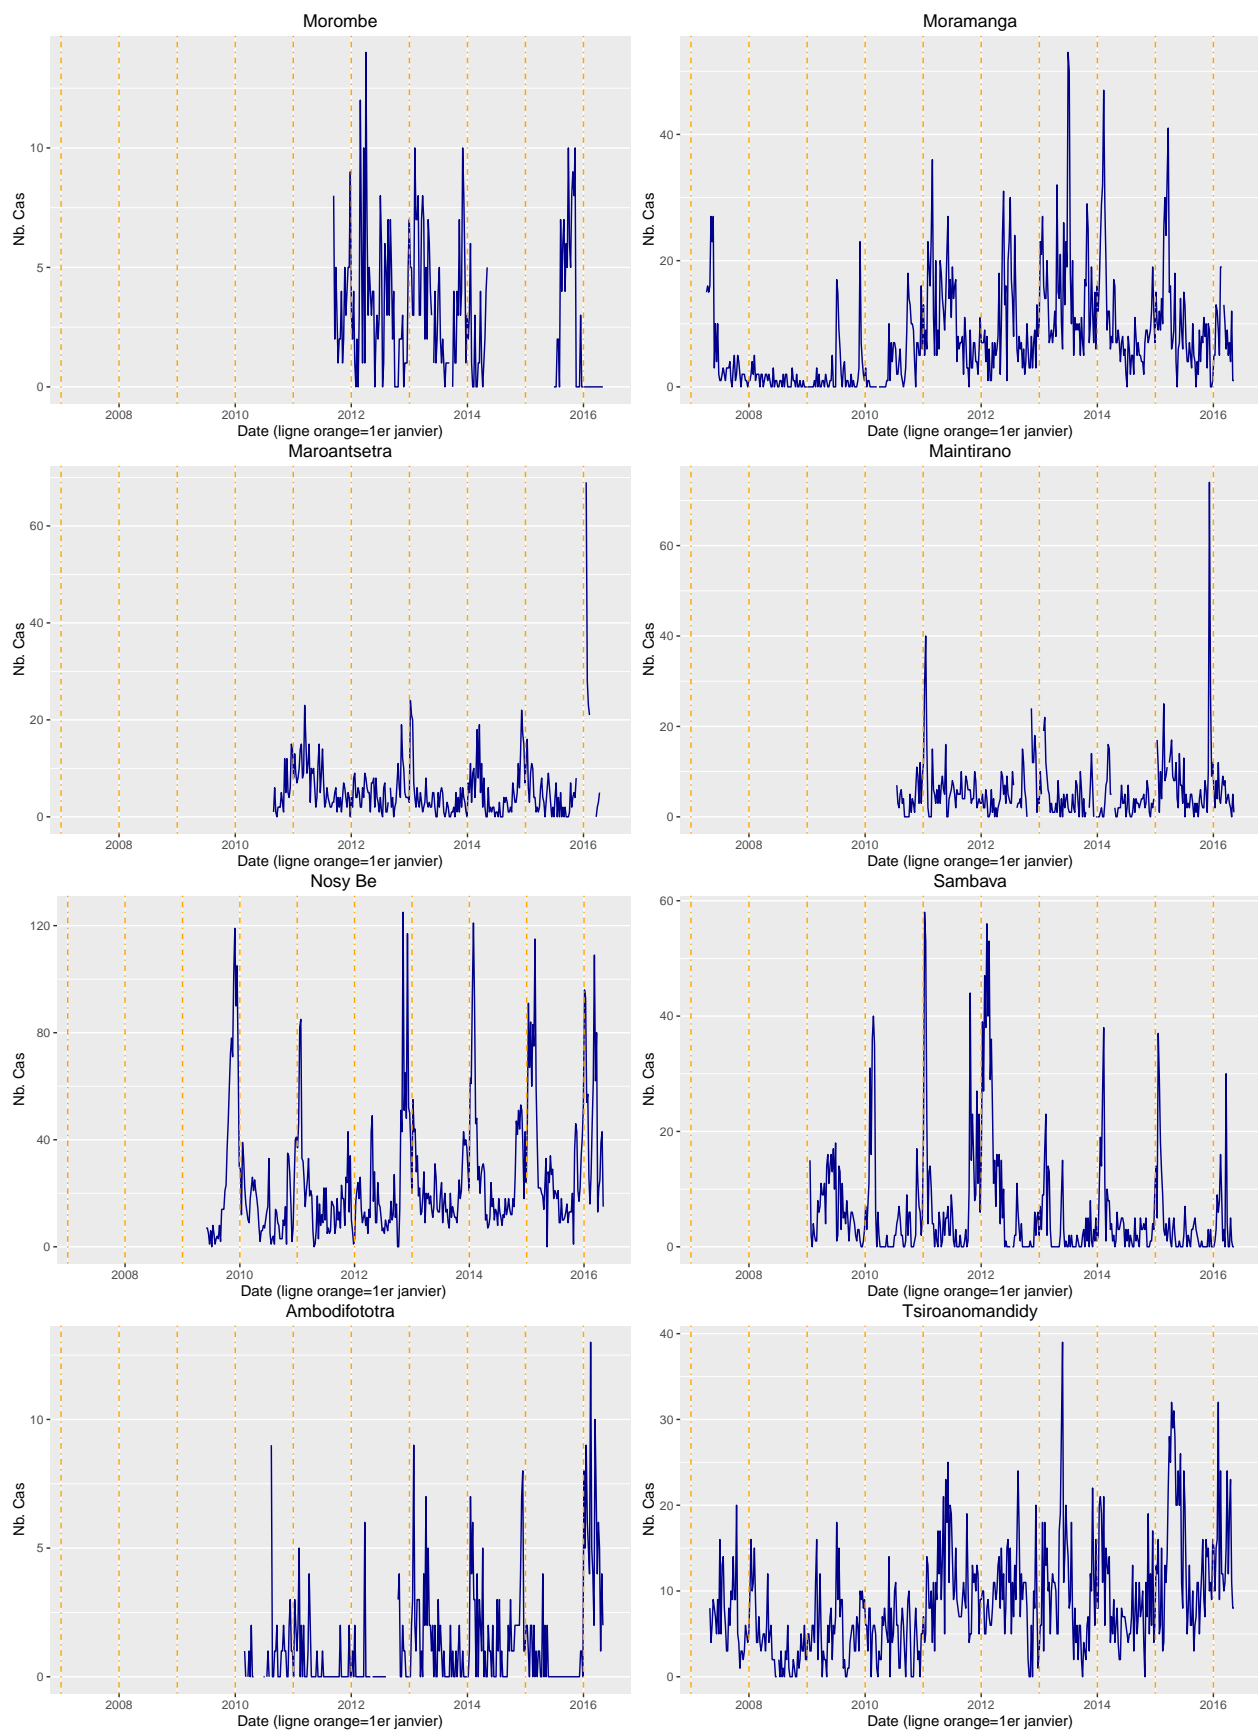 Morombe
Nb. Cas
10
5
0
2008 2010 2012 2014 2016
Date (ligne orange=1er janvier)
Moramanga
Nb. Cas
40
20
0
2008 2010 2012 2014 2016
Date (ligne orange=1er janvier)
Maroantsetra
Nb. Cas
60
40
20
0
2008 2010 2012 2014 2016
Date (ligne orange=1er janvier)
Maintirano
Nb. Cas
60
40
20
0
2008 2010 2012 2014 2016
Date (ligne orange=1er janvier)
Nosy Be
Nb. Cas
120
80
40
0
2008 2010 2012 2014 2016
Date (ligne orange=1er janvier)
Sambava
Nb. Cas
60
40
20
0
2008 2010 2012 2014 2016
Date (ligne orange=1er janvier)
Ambodifototra
Nb. Cas
10
5
0
2008 2010 2012 2014 2016
Date (ligne orange=1er janvier)
Tsiroanomandidy
Nb. Cas
40
30
20
10
0
2008 2010 2012 2014 2016
Date (ligne orange=1er janvier)